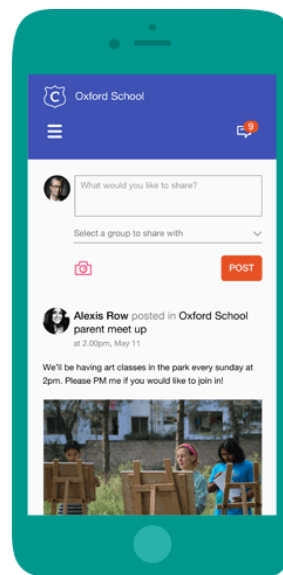 C
Oxford School
9
What would you like to share?
Select a group to share with
POST
Alexis Row posted in Oxford School
parent meet up
at 2.00pm, May 11
We'll be having art classes in the park every sunday at
2pm. Please PM me if you would like to join in!